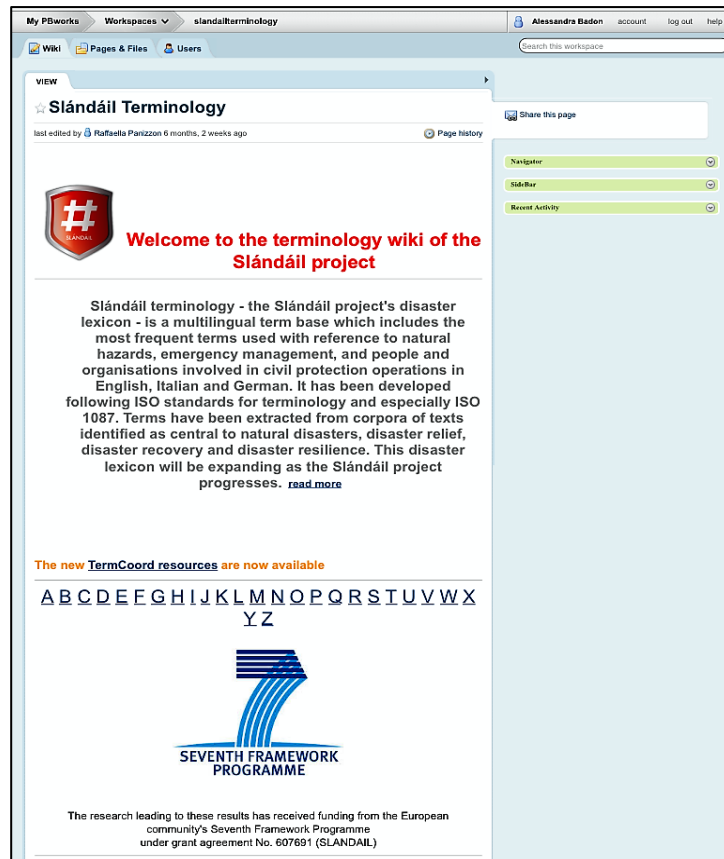 My PBworks Workspaces slandailterminology Alessandra Badon account log out help
Wiki Pages & Files Users Search this workspace
VIEW
Slándáil Terminology
Share this page
last edited by Raffaella Panizzon 6 months, 2 weeks ago Page history
Navigator
SideBar
Recent Activity
SLÁNDÁIL
Welcome to the terminology wiki of the
Slándáil project
Slándáil terminology - the Slándáil project's disaster
lexicon - is a multilingual term base which includes the
most frequent terms used with reference to natural
hazards, emergency management, and people and
organisations involved in civil protection operations in
English, Italian and German. It has been developed
following ISO standards for terminology and especially ISO
1087. Terms have been extracted from corpora of texts
identified as central to natural disasters, disaster relief,
disaster recovery and disaster resilience. This disaster
lexicon will be expanding as the Slándáil project
progresses. read more
The new TermCoord resources are now available
A B C D E F G H I J K L M N O P Q R S T U V W X
Y Z
SEVENTH FRAMEWORK
PROGRAMME
The research leading to these results has received funding from the European
community's Seventh Framework Programme
under grant agreement No. 607691 (SLANDAIL)